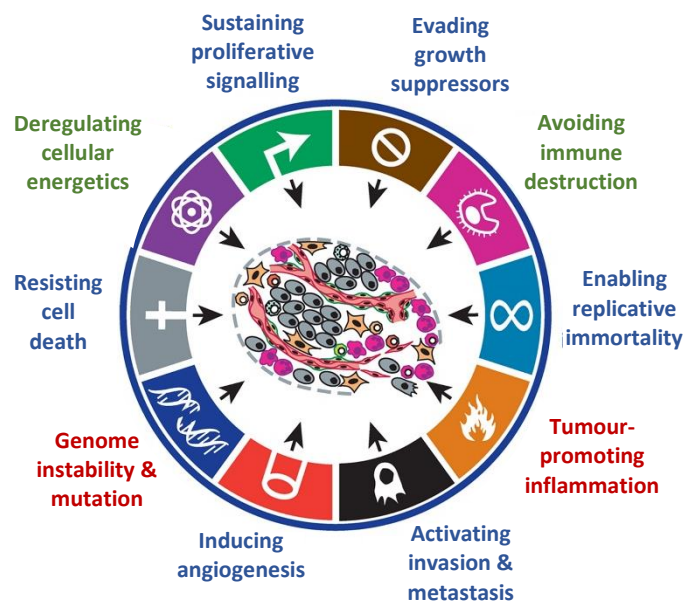 Sustaining
proliferative
signalling
Evading
growth
suppressors
Deregulating
cellular
energetics
Avoiding
immune
destruction
Resisting
cell
death
Enabling
replicative
immortality
Genome
instability &
mutation
Tumour-
promoting
inflammation
Inducing
angiogenesis
Activating
invasion &
metastasis